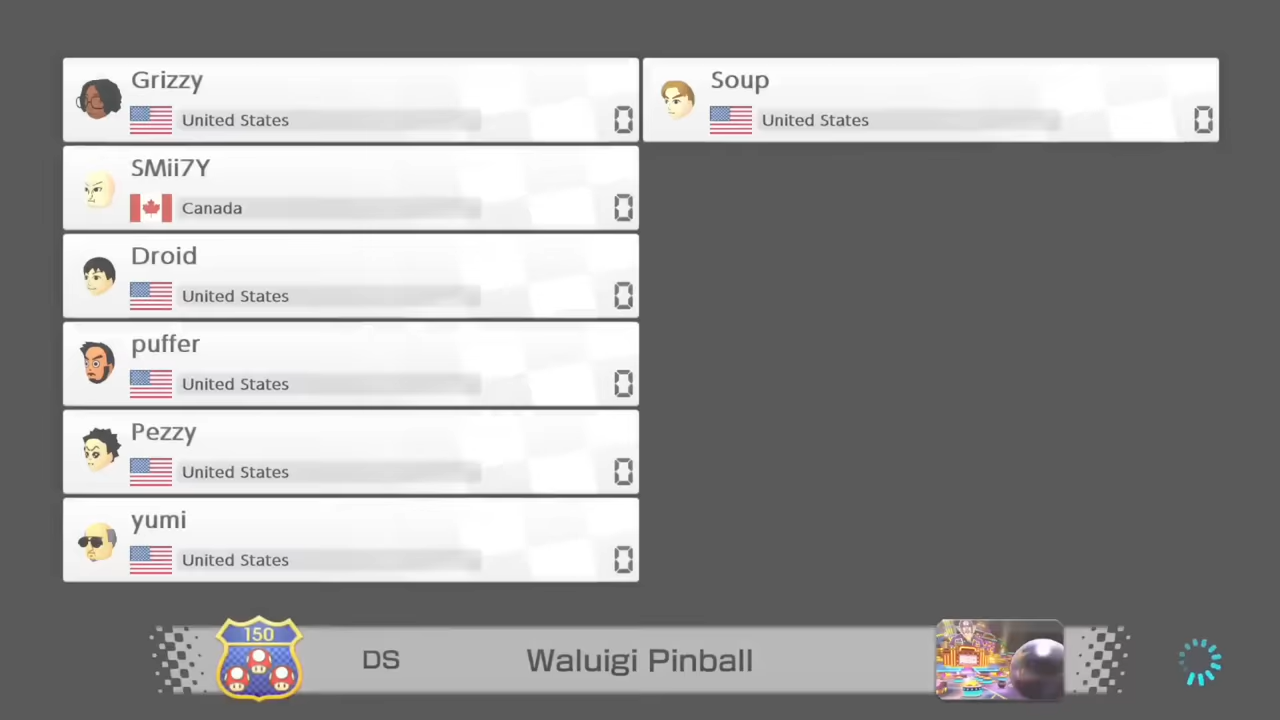 Grizzy
United States
0
SMii7Y
Canada
0
Droid
United States
0
puffer
United States
0
Pezzy
United States
0
yumi
United States
0
Soup
United States
0
150
DS
Waluigi Pinball